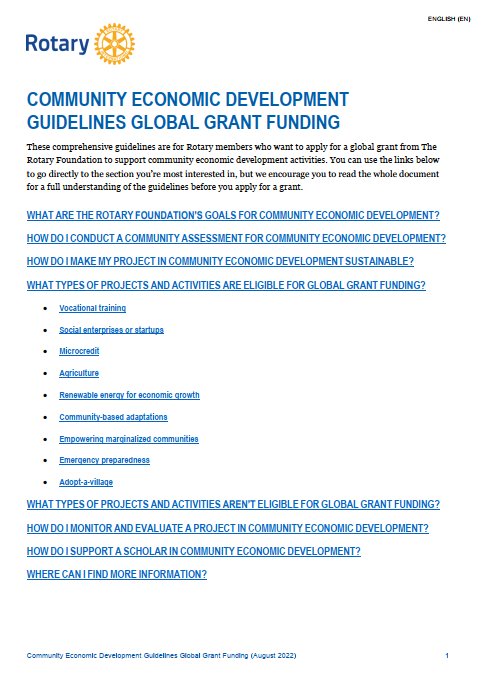 ENGLISH (EN)
Rotary
COMMUNITY ECONOMIC DEVELOPMENT
GUIDELINES GLOBAL GRANT FUNDING
These comprehensive guidelines are for Rotary members who want to apply for a global grant from The
Rotary Foundation to support community economic development activities. You can use the links below
to go directly to the section you're most interested in, but we encourage you to read the whole document
for a full understanding of the guidelines before you apply for a grant.
WHAT ARE THE ROTARY FOUNDATION'S GOALS FOR COMMUNITY ECONOMIC DEVELOPMENT?
HOW DO I CONDUCT A COMMUNITY ASSESSMENT FOR COMMUNITY ECONOMIC DEVELOPMENT?
HOW DO I MAKE MY PROJECT IN COMMUNITY ECONOMIC DEVELOPMENT SUSTAINABLE?
WHAT TYPES OF PROJECTS AND ACTIVITIES ARE ELIGIBLE FOR GLOBAL GRANT FUNDING?
• Vocational training
• Social enterprises or startups
• Microcredit
• Agriculture
• Renewable energy for economic growth
• Community-based adaptations
• Empowering marginalized communities
• Emergency preparedness
• Adopt-a-village
WHAT TYPES OF PROJECTS AND ACTIVITIES AREN'T ELIGIBLE FOR GLOBAL GRANT FUNDING?
HOW DO I MONITOR AND EVALUATE A PROJECT IN COMMUNITY ECONOMIC DEVELOPMENT?
HOW DO I SUPPORT A SCHOLAR IN COMMUNITY ECONOMIC DEVELOPMENT?
WHERE CAN I FIND MORE INFORMATION?
Community Economic Development Guidelines Global Grant Funding (August 2022) 1